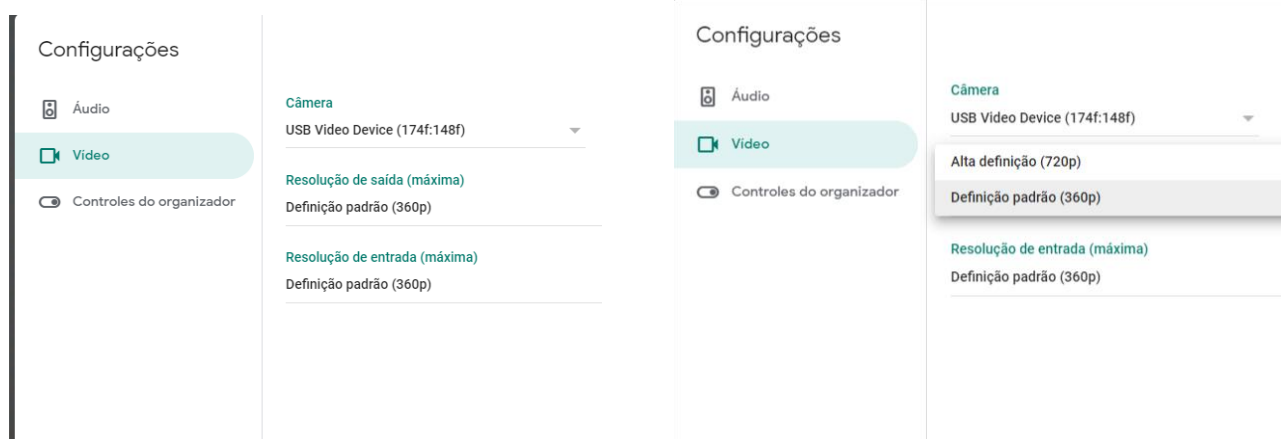 Configurações
Áudio
Vídeo
Controles do organizador
Câmera
USB Video Device (174f:148f)
Resolução de saída (máxima)
Definição padrão (360p)
Resolução de entrada (máxima)
Definição padrão (360p)
Configurações
Áudio
Vídeo
Controles do organizador
Câmera
USB Video Device (174f:148f)
Alta definição (720p)
Definição padrão (360p)
Resolução de entrada (máxima)
Definição padrão (360p)